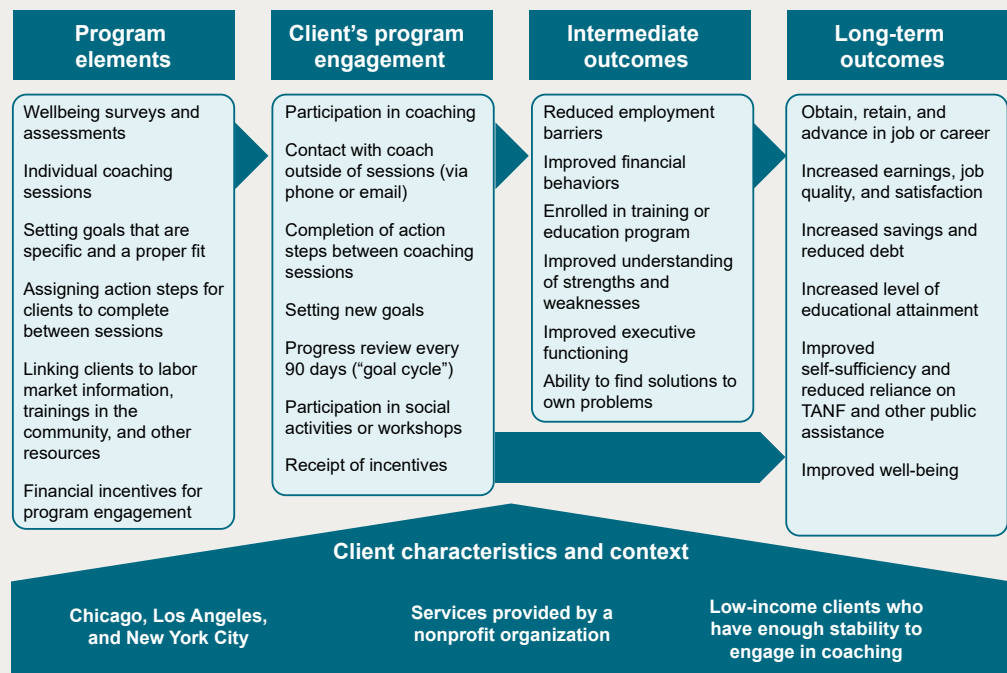 Program
elements
Wellbeing surveys and
assessments
Individual coaching
sessions
Setting goals that are
specific and a proper fit
Assigning action steps for
clients to complete
between sessions
Linking clients to labor
market information,
trainings in the
community, and other
resources
Financial incentives for
program engagement
Client’s program
engagement
Participation in coaching
Contact with coach
outside of sessions (via
phone or email)
Completion of action
steps between coaching
sessions
Setting new goals
Progress review every
90 days (“goal cycle”)
Participation in social
activities or workshops
Receipt of incentives
Intermediate
outcomes
Reduced employment
barriers
Improved financial
behaviors
Enrolled in training or
education program
Improved understanding
of strengths and
weaknesses
Improved executive
functioning
Ability to find solutions to
own problems
Long-term
outcomes
Obtain, retain, and
advance in job or career
Increased earnings, job
quality, and satisfaction
Increased savings and
reduced debt
Increased level of
educational attainment
Improved
self-sufficiency and
reduced reliance on
TANF and other public
assistance
Improved well-being
Client characteristics and context
Chicago, Los Angeles,
and New York City
Services provided by a
nonprofit organization
Low-income clients who
have enough stability to
engage in coaching